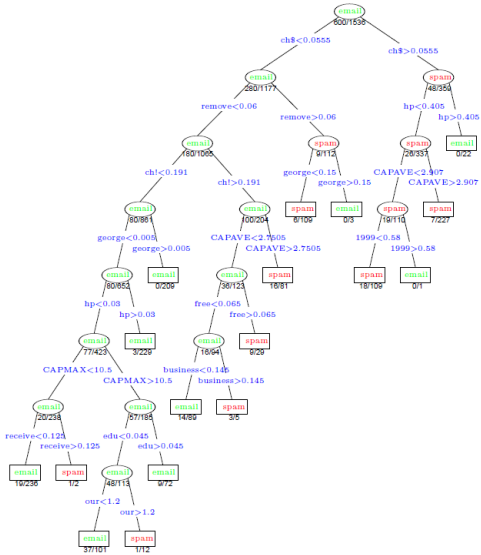 email
600/1536
ch$<0.0555
ch$>0.0555
email
280/1177
spam
48/359
remove<0.06
remove>0.06
hp<0.405
hp>0.405
email
180/1065
spam
9/112
spam
26/337
email
0/22
ch!<0.191
ch!>0.191
george<0.15
george>0.15
CAPAVE<2.907
CAPAVE>2.907
email
80/861
email
100/204
spam
6/109
email
0/3
spam
19/110
spam
7/227
george<0.005
george>0.005
CAPAVE<2.7505
CAPAVE>2.7505
1999<0.58
1999>0.58
email
80/652
email
0/209
email
36/123
spam
16/81
spam
18/109
email
0/1
hp<0.03
hp>0.03
free<0.065
free>0.065
email
77/423
email
3/229
email
16/94
spam
9/29
CAPMAX<10.5
CAPMAX>10.5
business<0.145
business>0.145
email
20/238
email
57/185
email
14/89
spam
3/5
receive<0.125
receive>0.125
edu<0.045
edu>0.045
email
19/236
spam
1/2
email
48/113
email
9/72
our<1.2
our>1.2
email
37/101
spam
1/12